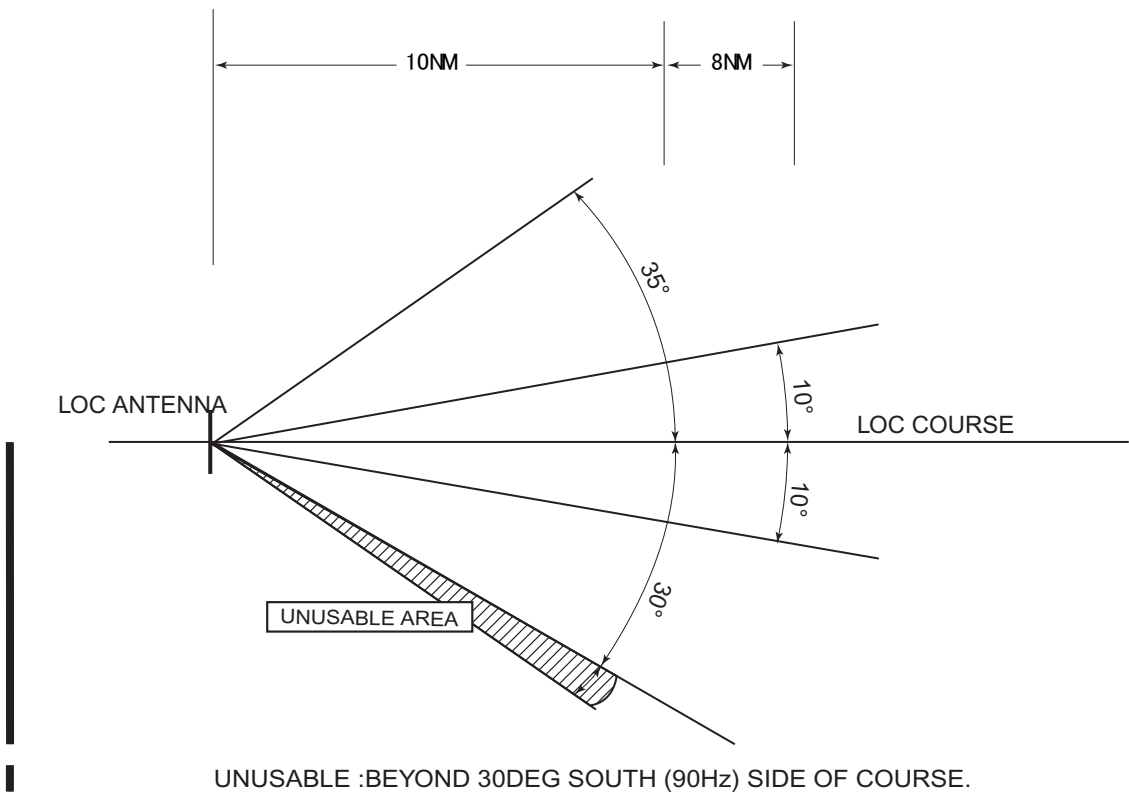 10NM
8NM
35°
10°
LOC ANTENNA
LOC COURSE
10°
30°
UNUSABLE AREA
UNUSABLE :BEYOND 30DEG SOUTH (90Hz) SIDE OF COURSE.